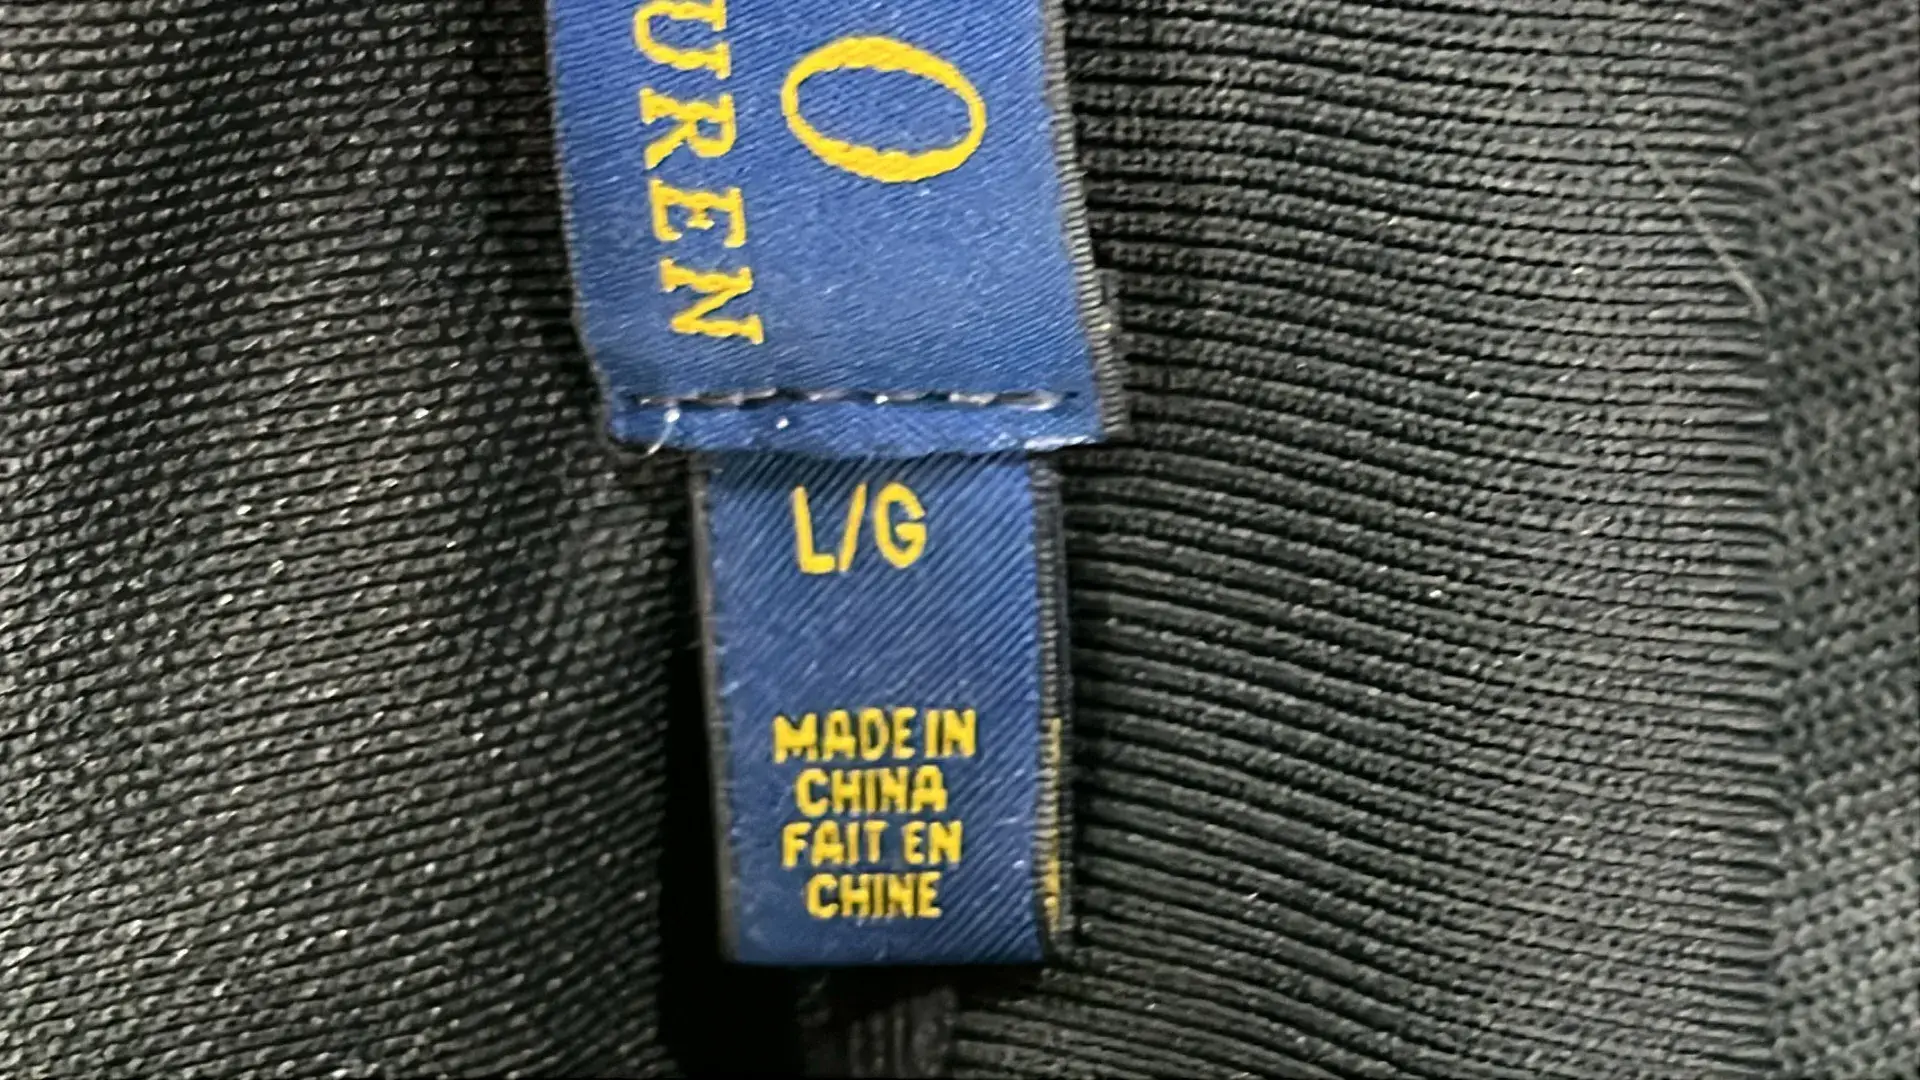 O
UREN
L/G
MADE IN
CHINA
FAIT EN
CHINE